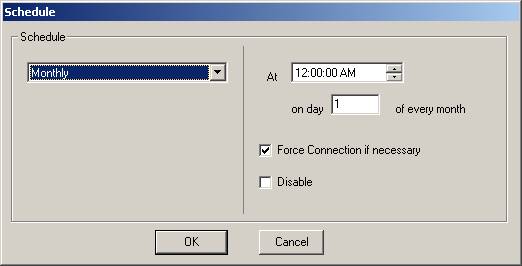 Schedule
Schedule
Monthly
At 12:00:00 AM
on day 1 of every month
Force Connection if necessary
Disable
OK Cancel